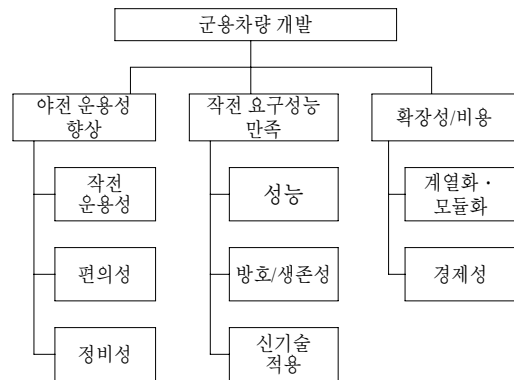 군용차량 개발
야전 운용성
향상
작전 요구성능
만족
확장성/비용
작전
운용성
성능
계열화·
모듈화
편의성
방호/생존성
경제성
정비성
신기술
적용